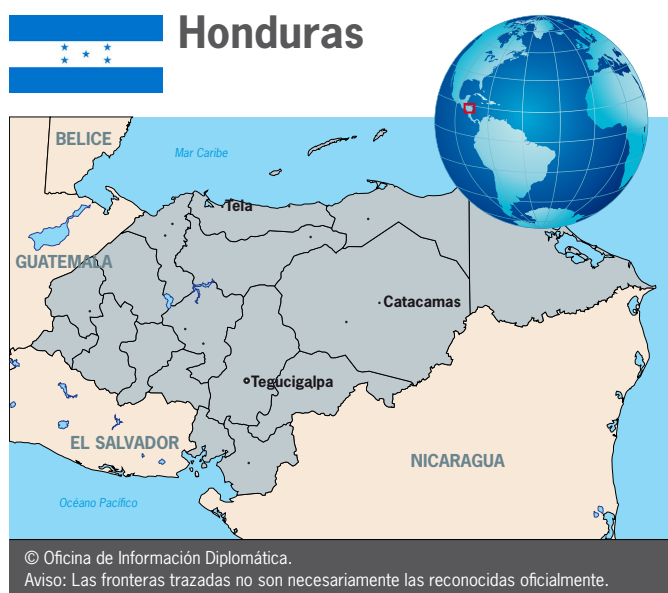 Honduras
BELICE
Mar Caribe
Tela
GUATEMALA
Catacamas
Tegucigalpa
EL SALVADOR
NICARAGUA
Océano Pacífico
© Oficina de Información Diplomática.
Aviso: Las fronteras trazadas no son necesariamente las reconocidas oficialmente.